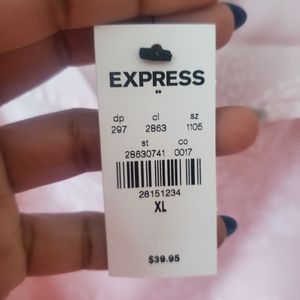 EXPRESS
dp cl sz
297 2863 1105
st co
28630741 0017
28151234
XL
$39.95